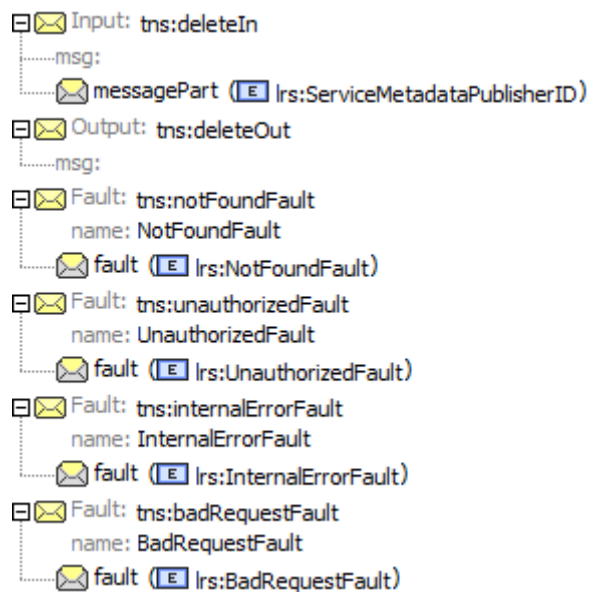 Input: tns:deleteIn
msg:
messagePart (E lrs:ServiceMetadataPublisherID)
Output: tns:deleteOut
msg:
Fault: tns:notFoundFault
name: NotFoundFault
fault (E lrs:NotFoundFault)
Fault: tns:unauthorizedFault
name: UnauthorizedFault
fault (E lrs:UnauthorizedFault)
Fault: tns:internalErrorFault
name: InternalErrorFault
fault (E lrs:InternalErrorFault)
Fault: tns:badRequestFault
name: BadRequestFault
fault (E lrs:BadRequestFault)